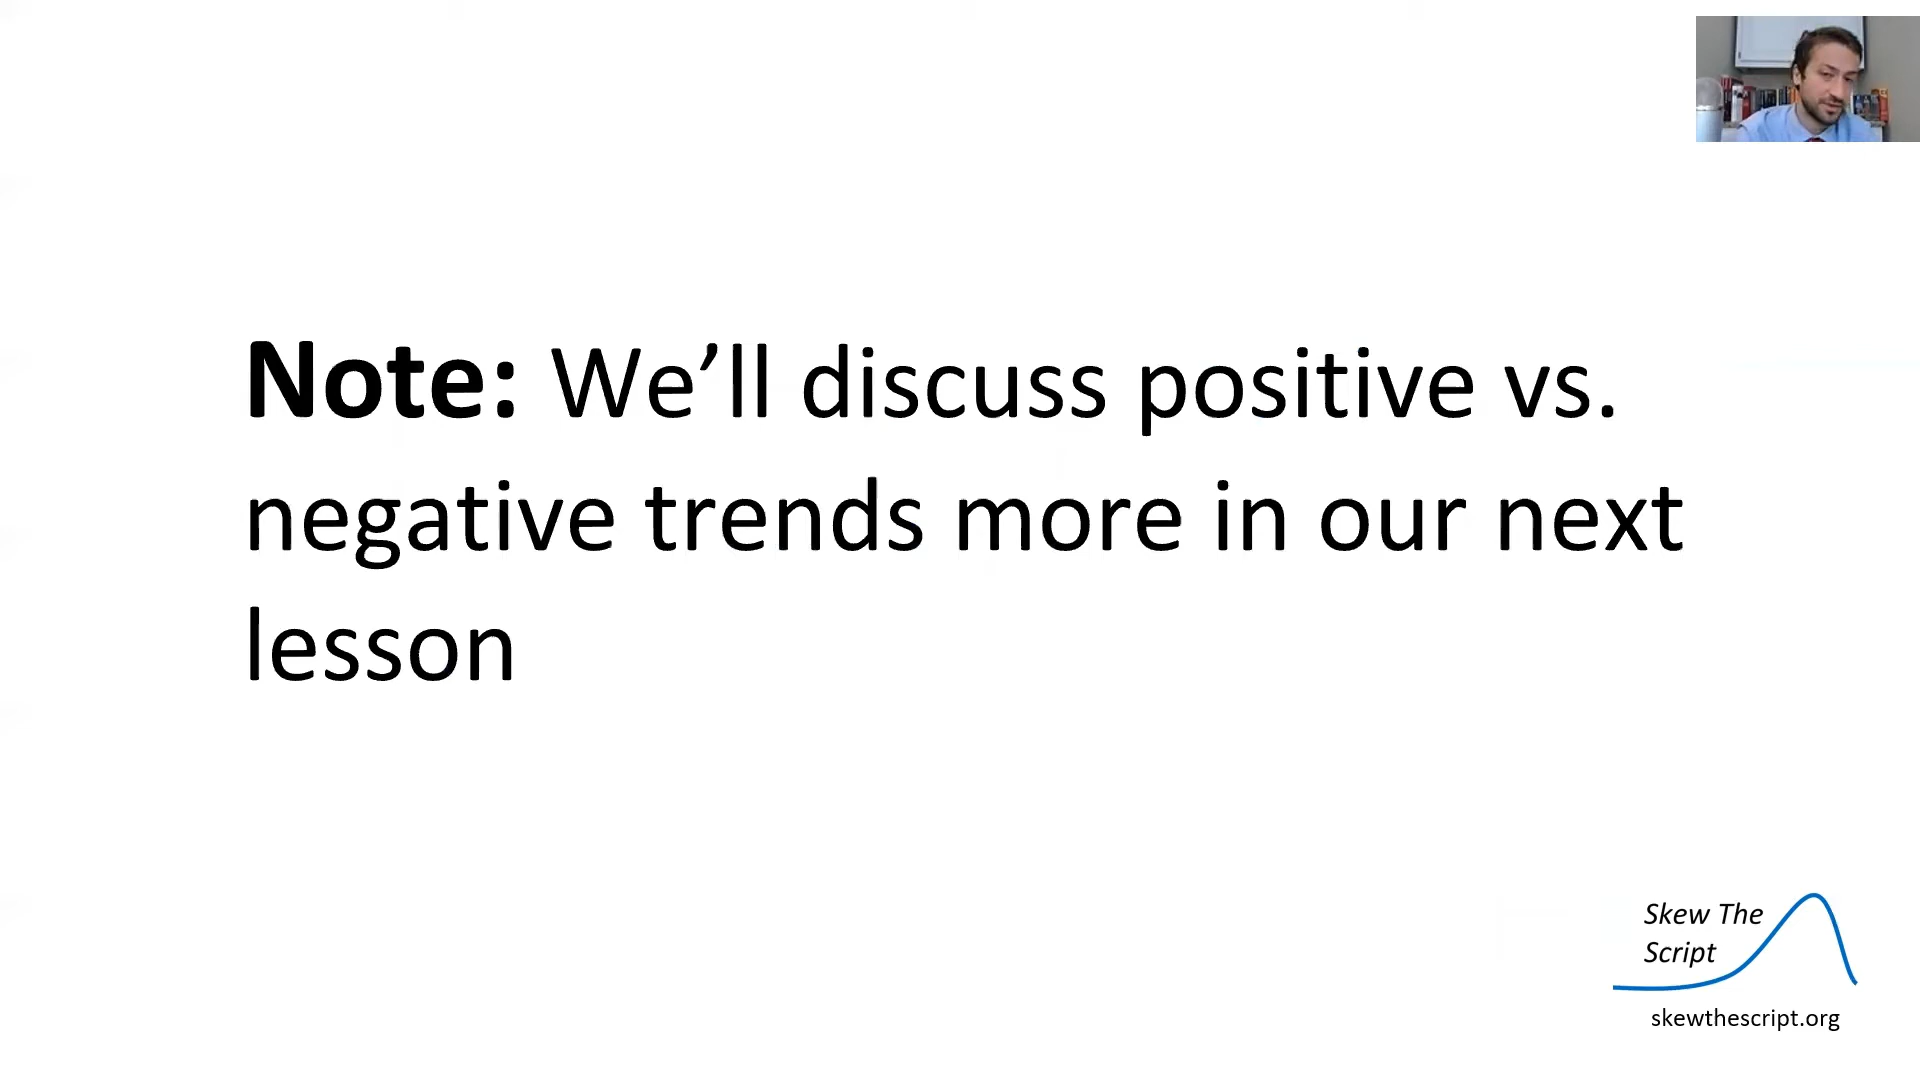 Note: We’ll discuss positive vs.
negative trends more in our next
lesson
Skew The
Script
skewthescript.org